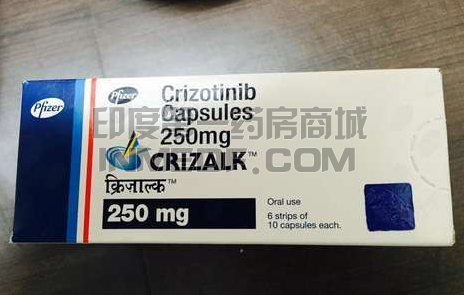 Pfizer
Pfizer
Crizotinib
Capsules
250mg
CRIZALK™
क्रिज़ाल्क™
250 mg
Oral use
6 strips of
10 capsules each.
印度 药房商城